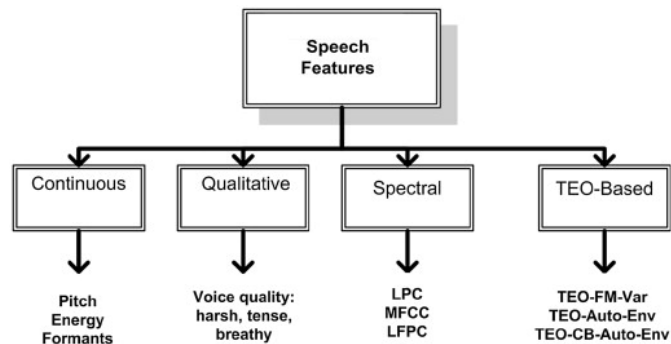 Speech
Features
Continuous
Qualitative
Spectral
TEO-Based
Pitch
Energy
Formants
Voice quality:
harsh, tense,
breathy
LPC
MFCC
LFPC
TEO-FM-Var
TEO-Auto-Env
TEO-CB-Auto-Env